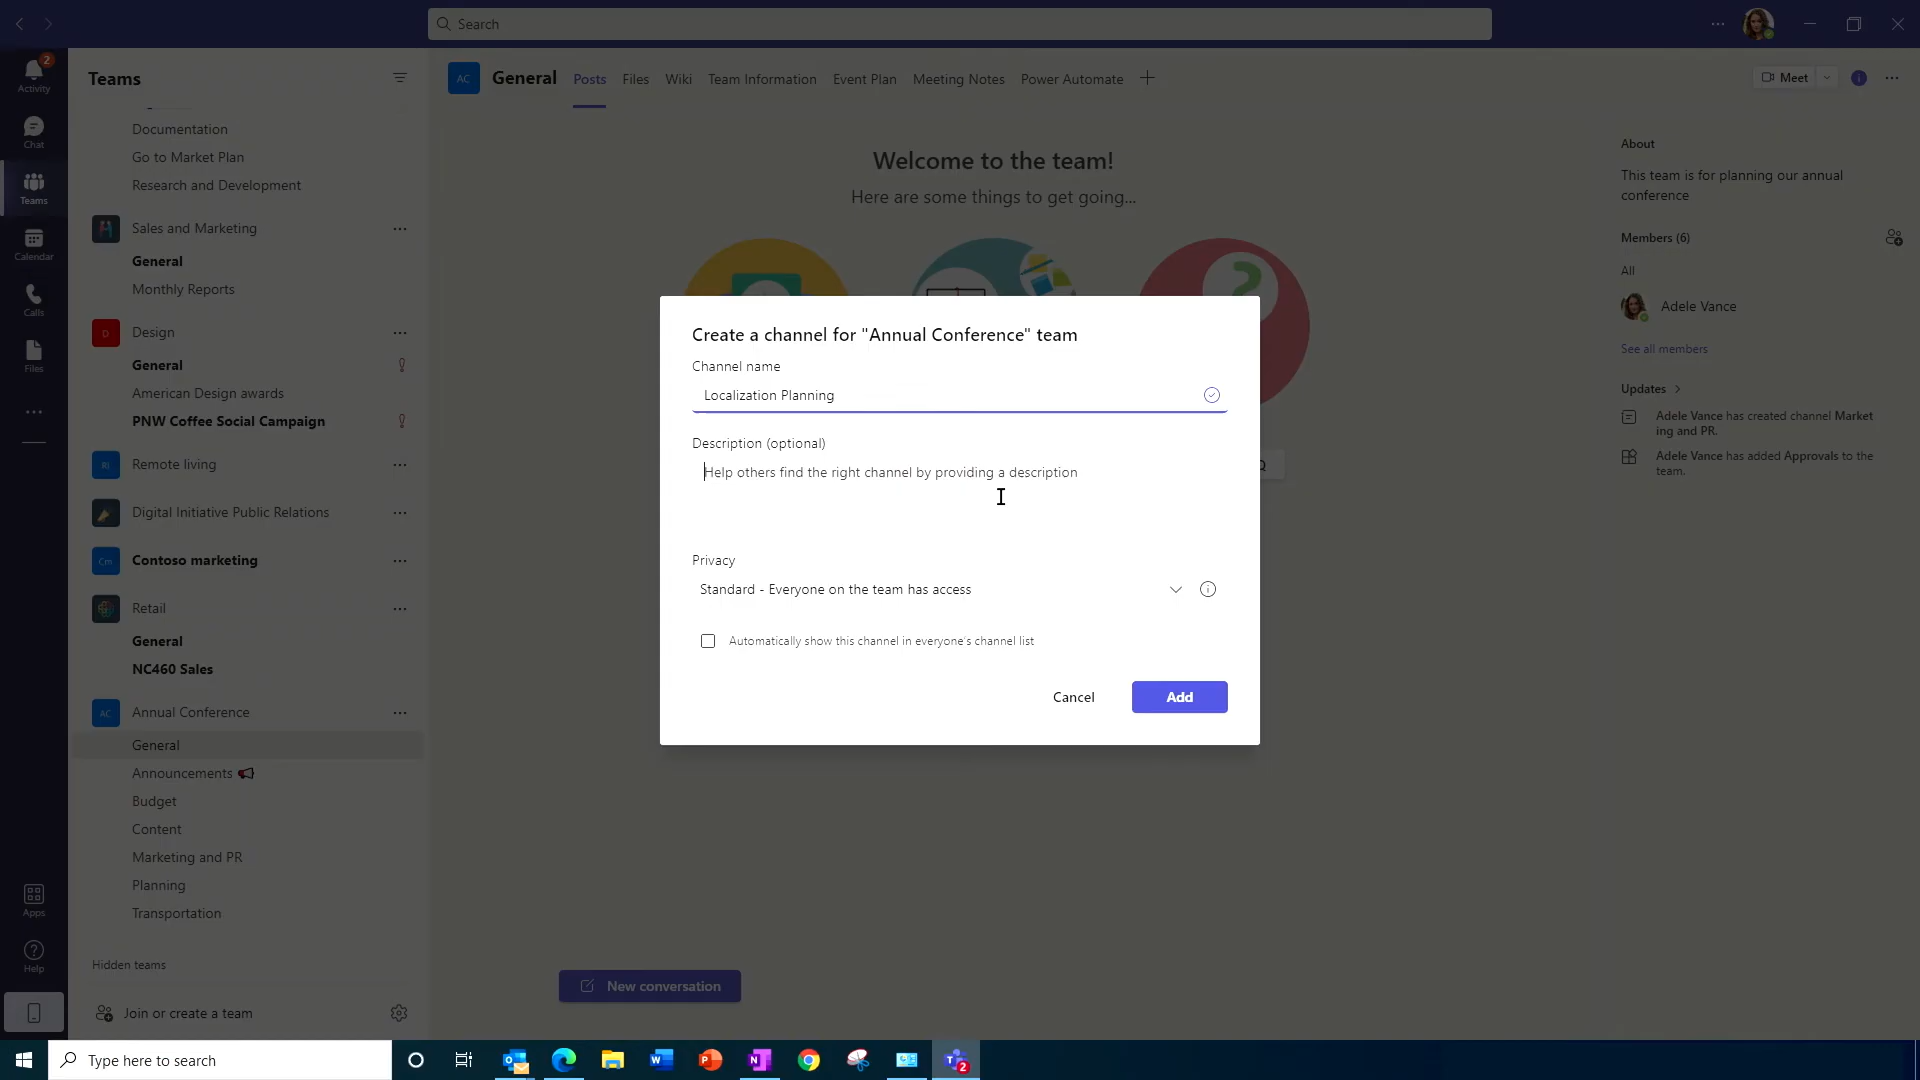 Search
2
Activity
Chat
Teams
Calendar
Calls
Files
Apps
Help
Teams
Documentation
Go to Market Plan
Research and Development
Sales and Marketing
General
Monthly Reports
D
Design
General
American Design awards
PNW Coffee Social Campaign
Rl
Remote living
Digital Initiative Public Relations
Cm
Contoso marketing
Retail
General
NC460 Sales
AC
Annual Conference
General
Announcements
Budget
Content
Marketing and PR
Planning
Transportation
Hidden teams
Join or create a team
AC
General
Posts
Files
Wiki
Team Information
Event Plan
Meeting Notes
Power Automate
Meet
Welcome to the team!
Here are some things to get going...
Create a channel for "Annual Conference" team
Channel name
Localization Planning
Description (optional)
Help others find the right channel by providing a description
Privacy
Standard - Everyone on the team has access
Automatically show this channel in everyone's channel list
Cancel
Add
New conversation
About
This team is for planning our annual
conference
Members (6)
All
Adele Vance
See all members
Updates
Adele Vance has created channel Market
ing and PR.
Adele Vance has added Approvals to the
team.
Type here to search
2